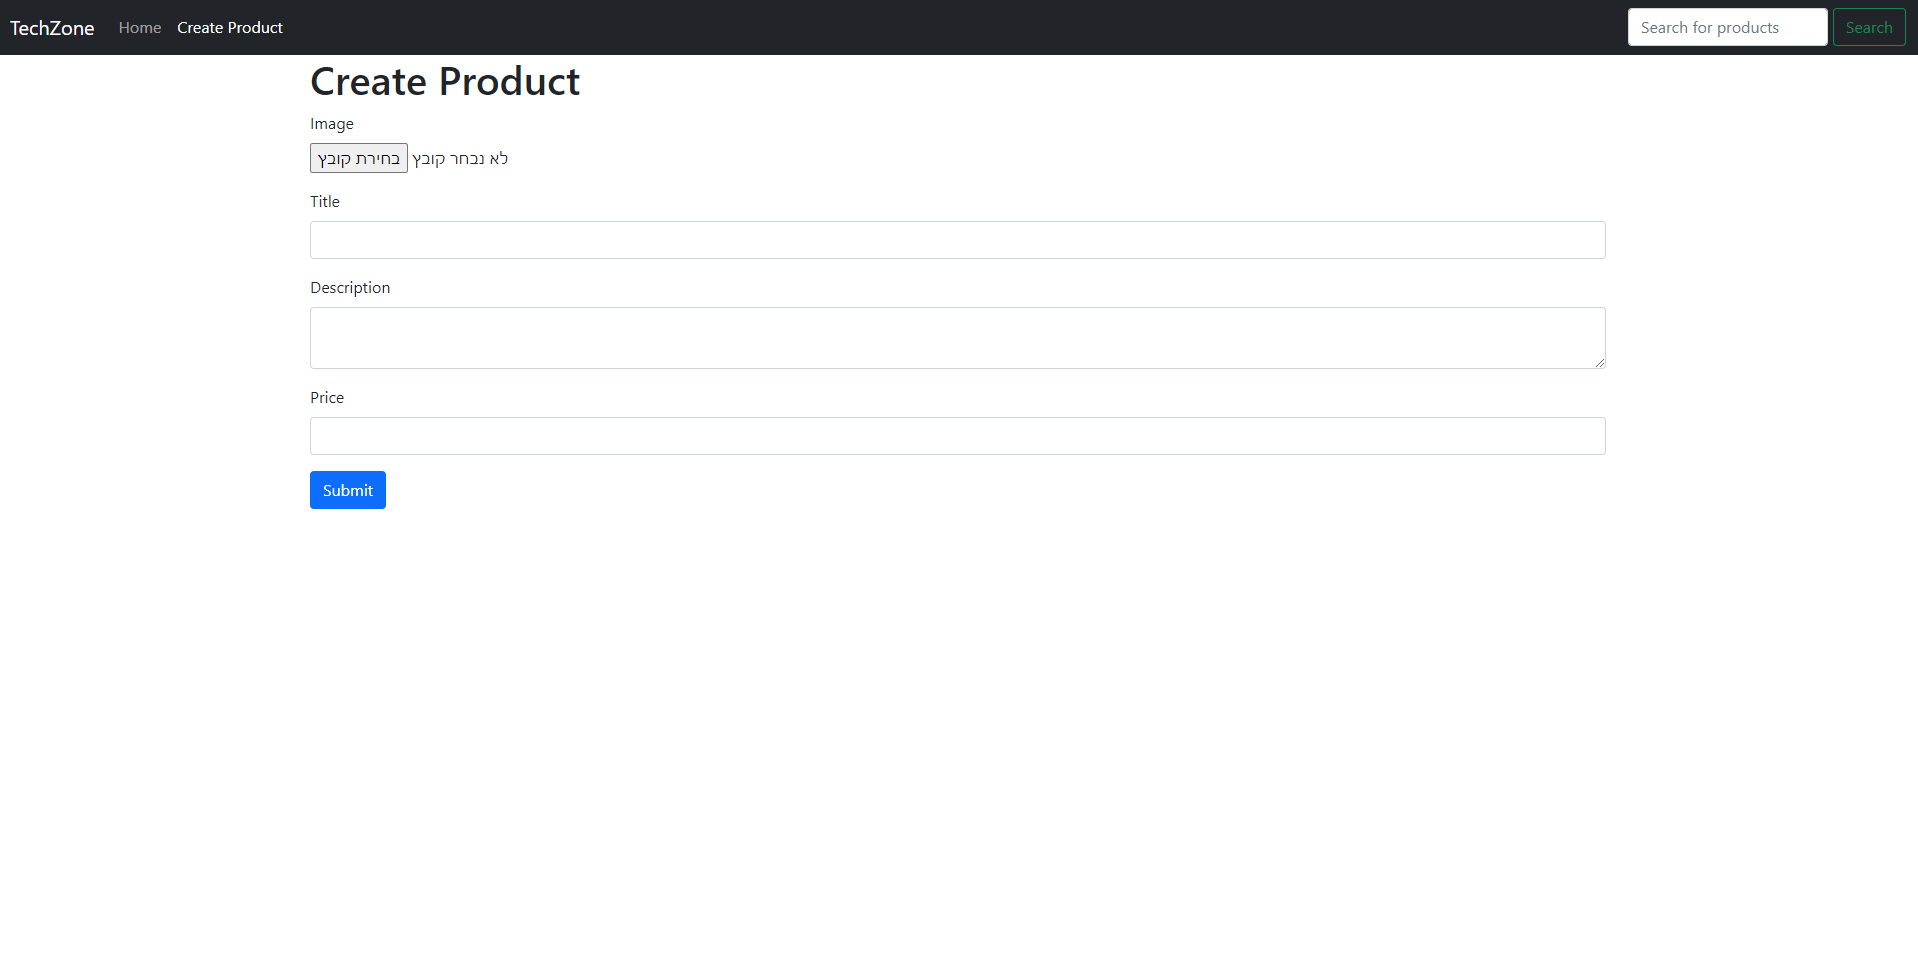 TechZone Home Create Product Search for products Search
Create Product
Image
בחירת קובץ לא נבחר קובץ
Title
Description
Price
Submit